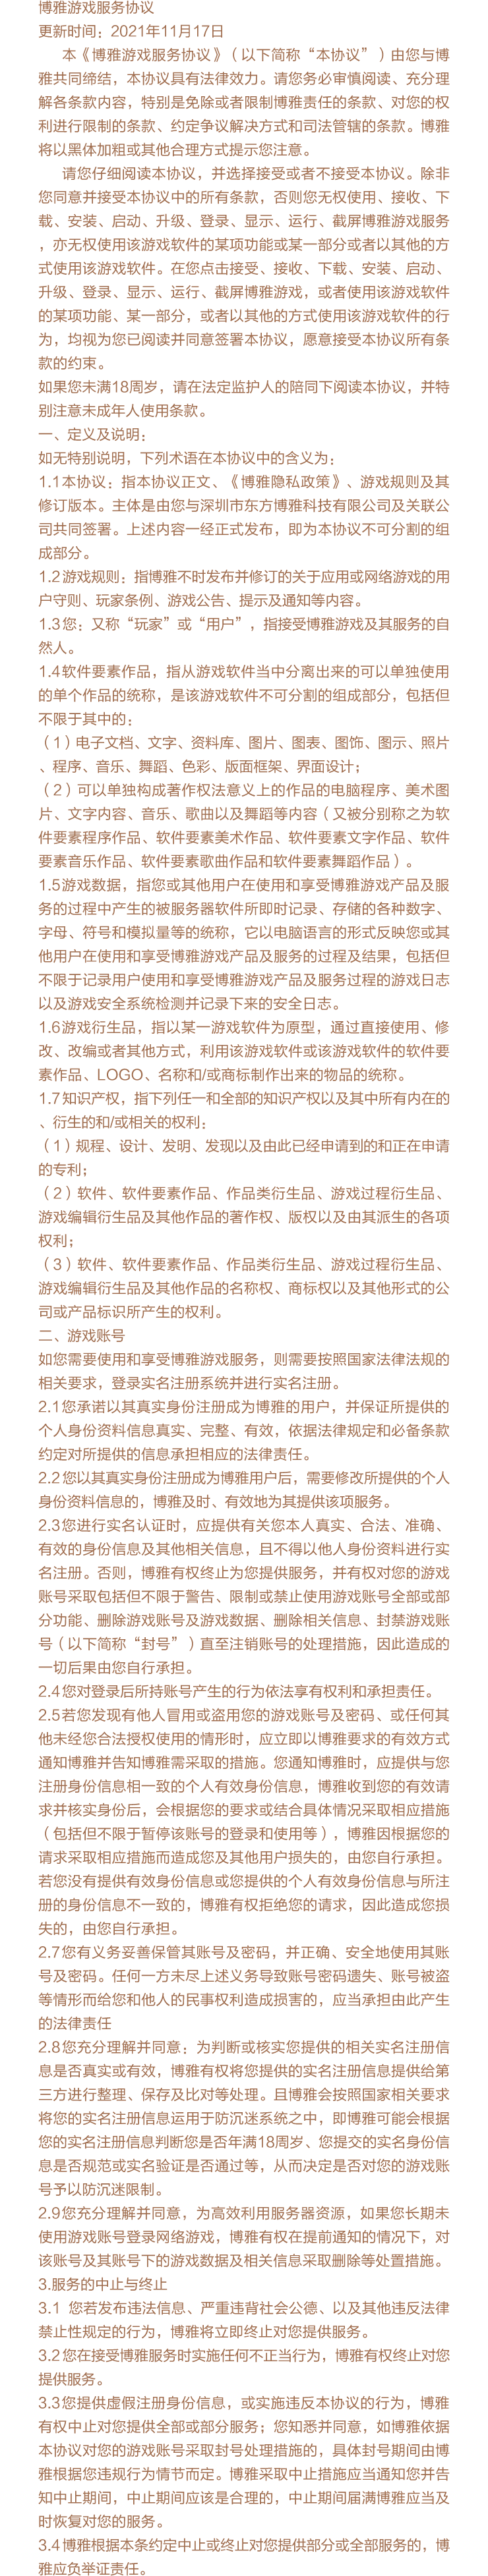 博雅游戏服务协议
更新时间：2021年11月17日
本《博雅游戏服务协议》（以下简称“本协议”）由您与博
雅共同缔结，本协议具有法律效力。请您务必审慎阅读、充分理
解各条款内容，特别是免除或者限制博雅责任的条款、对您的权
利进行限制的条款、约定争议解决方式和司法管辖的条款。博雅
将以黑体加粗或其他合理方式提示您注意。
请您仔细阅读本协议，并选择接受或者不接受本协议。除非
您同意并接受本协议中的所有条款，否则您无权使用、接收、下
载、安装、启动、升级、登录、显示、运行、截屏博雅游戏服务
，亦无权使用该游戏软件的某项功能或某一部分或者以其他的方
式使用该游戏软件。在您点击接受、接收、下载、安装、启动、
升级、登录、显示、运行、截屏博雅游戏，或者使用该游戏软件
的某项功能、某一部分，或者以其他的方式使用该游戏软件的行
为，均视为您已阅读并同意签署本协议，愿意接受本协议所有条
款的约束。
如果您未满18周岁，请在法定监护人的陪同下阅读本协议，并特
别注意未成年人使用条款。
一、定义及说明：
如无特别说明，下列术语在本协议中的含义为：
1.1本协议：指本协议正文、《博雅隐私政策》、游戏规则及其
修订版本。主体是由您与深圳市东方博雅科技有限公司及关联公
司共同签署。上述内容一经正式发布，即为本协议不可分割的组
成部分。
1.2游戏规则：指博雅不时发布并修订的关于应用或网络游戏的用
户守则、玩家条例、游戏公告、提示及通知等内容。
1.3您：又称“玩家”或“用户”，指接受博雅游戏及其服务的自
然人。
1.4软件要素作品，指从游戏软件当中分离出来的可以单独使用
的单个作品的统称，是该游戏软件不可分割的组成部分，包括但
不限于其中的：
（1）电子文档、文字、资料库、图片、图表、图饰、图示、照片
、程序、音乐、舞蹈、色彩、版面框架、界面设计；
（2）可以单独构成著作权法意义上的作品的电脑程序、美术图
片、文字内容、音乐、歌曲以及舞蹈等内容（又被分别称之为软
件要素程序作品、软件要素美术作品、软件要素文字作品、软件
要素音乐作品、软件要素歌曲作品和软件要素舞蹈作品）。
1.5游戏数据，指您或其他用户在使用和享受博雅游戏产品及服
务的过程中产生的被服务器软件所即时记录、存储的各种数字、
字母、符号和模拟量等的统称，它以电脑语言的形式反映您或其
他用户在使用和享受博雅游戏产品及服务的过程及结果，包括但
不限于记录用户使用和享受博雅游戏产品及服务过程的游戏日志
以及游戏安全系统检测并记录下来的安全日志。
1.6游戏衍生品，指以某一游戏软件为原型，通过直接使用、修
改、改编或者其他方式，利用该游戏软件或该游戏软件的软件要
素作品、LOGO、名称和/或商标制作出来的物品的统称。
1.7知识产权，指下列任一和全部的知识产权以及其中所有内在的
、衍生的和/或相关的权利：
（1）规程、设计、发明、发现以及由此已经申请到的和正在申请
的专利；
（2）软件、软件要素作品、作品类衍生品、游戏过程衍生品、
游戏编辑衍生品及其他作品的著作权、版权以及由其派生的各项
权利；
（3）软件、软件要素作品、作品类衍生品、游戏过程衍生品、
游戏编辑衍生品及其他作品的名称权、商标权以及其他形式的公
司或产品标识所产生的权利。
二、游戏账号
如您需要使用和享受博雅游戏服务，则需要按照国家法律法规的
相关要求，登录实名注册系统并进行实名注册。
2.1您承诺以其真实身份注册成为博雅的用户，并保证所提供的
个人身份资料信息真实、完整、有效，依据法律规定和必备条款
约定对所提供的信息承担相应的法律责任。
2.2您以其真实身份注册成为博雅用户后，需要修改所提供的个人
身份资料信息的，博雅及时、有效地为其提供该项服务。
2.3您进行实名认证时，应提供有关您本人真实、合法、准确、
有效的身份信息及其他相关信息，且不得以他人身份资料进行实
名注册。否则，博雅有权终止为您提供服务，并有权对您的游戏
账号采取包括但不限于警告、限制或禁止使用游戏账号全部或部
分功能、删除游戏账号及游戏数据、删除相关信息、封禁游戏账
号（以下简称“封号”）直至注销账号的处理措施，因此造成的
一切后果由您自行承担。
2.4您对登录后所持账号产生的行为依法享有权利和承担责任。
2.5若您发现有他人冒用或盗用您的游戏账号及密码、或任何其
他未经您合法授权使用的情形时，应立即以博雅要求的有效方式
通知博雅并告知博雅需采取的措施。您通知博雅时，应提供与您
注册身份信息相一致的个人有效身份信息，博雅收到您的有效请
求并核实身份后，会根据您的要求或结合具体情况采取相应措施
（包括但不限于暂停该账号的登录和使用等），博雅因根据您的
请求采取相应措施而造成您及其他用户损失的，由您自行承担。
若您没有提供有效身份信息或您提供的个人有效身份信息与所注
册的身份信息不一致的，博雅有权拒绝您的请求，因此造成您损
失的，由您自行承担。
2.7您有义务妥善保管其账号及密码，并正确、安全地使用其账
号及密码。任何一方未尽上述义务导致账号密码遗失、账号被盗
等情形而给您和他人的民事权利造成损害的，应当承担由此产生
的法律责任
2.8您充分理解并同意：为判断或核实您提供的相关实名注册信
息是否真实或有效，博雅有权将您提供的实名注册信息提供给第
三方进行整理、保存及比对等处理。且博雅会按照国家相关要求
将您的实名注册信息运用于防沉迷系统之中，即博雅可能会根据
您的实名注册信息判断您是否年满18周岁、您提交的实名身份信
息是否规范或实名验证是否通过等，从而决定是否对您的游戏账
号予以防沉迷限制。
2.9您充分理解并同意，为高效利用服务器资源，如果您长期未
使用游戏账号登录网络游戏，博雅有权在提前通知的情况下，对
该账号及其账号下的游戏数据及相关信息采取删除等处置措施。
3.服务的中止与终止
3.1 您若发布违法信息、严重违背社会公德、以及其他违反法律
禁止性规定的行为，博雅将立即终止对您提供服务。
3.2您在接受博雅服务时实施任何不正当行为，博雅有权终止对您
提供服务。
3.3您提供虚假注册身份信息，或实施违反本协议的行为，博雅
有权中止对您提供全部或部分服务；您知悉并同意，如博雅依据
本协议对您的游戏账号采取封号处理措施的，具体封号期间由博
雅根据您违规行为情节而定。博雅采取中止措施应当通知您并告
知中止期间，中止期间应该是合理的，中止期间届满博雅应当及
时恢复对您的服务。
3.4博雅根据本条约定中止或终止对您提供部分或全部服务的，博
雅应负举证责任。